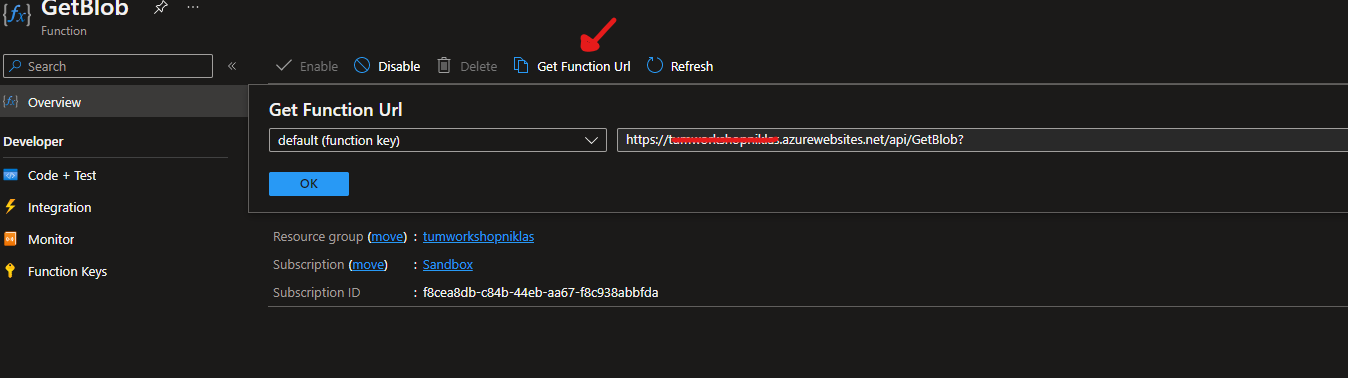 GetBlob
Function
Search
Enable Disable Delete Get Function Url Refresh
Overview
Get Function Url
default (function key)
https://tumworkshopniklas.azurewebsites.net/api/GetBlob?
OK
Developer
Code + Test
Integration
Monitor
Function Keys
Resource group (move) : tumworkshopniklas
Subscription (move) : Sandbox
Subscription ID : f8cea8db-c84b-44eb-aa67-f8c938abbfda